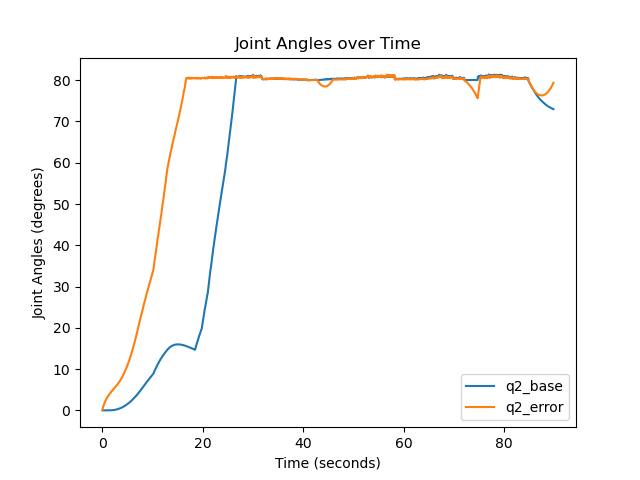 Joint Angles over Time
Joint Angles (degrees)
80
70
60
50
40
30
20
10
0
0 20 40 60 80
Time (seconds)
q2_base
q2_error